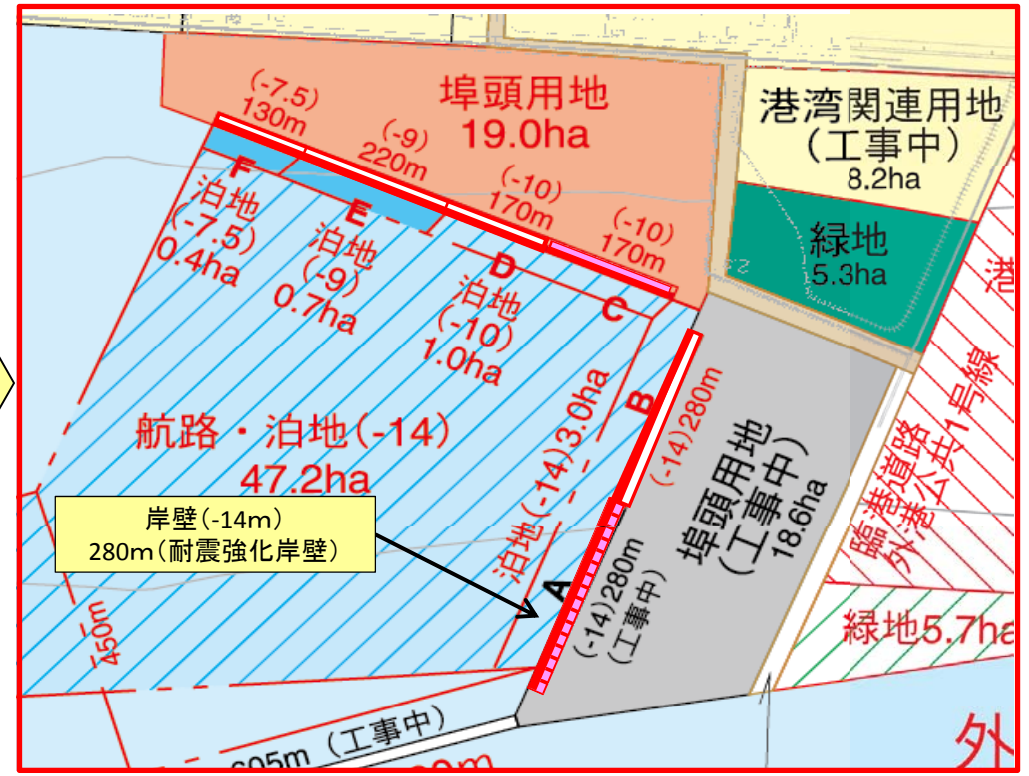 (-7.5)
130m
(-9)
220m
(-10)
170m
(-10)
170m
埠頭用地
19.0ha
港湾関連用地
(工事中)
8.2ha
緑地
5.3ha
F
泊地
(-7.5)
0.4ha
E
泊地
(-9)
0.7ha
D
泊地
(-10)
1.0ha
C
航路・泊地(-14)
47.2ha
岸壁(-14m)
280m(耐震強化岸壁)
泊地(-14)3.0ha
B
(-14)280m
A
(-14)280m
(工事中)
埠頭用地
(工事中)
18.6ha
臨港道路
外港公共1号線
港
緑地5.7ha
450m
605m (工事中)
外